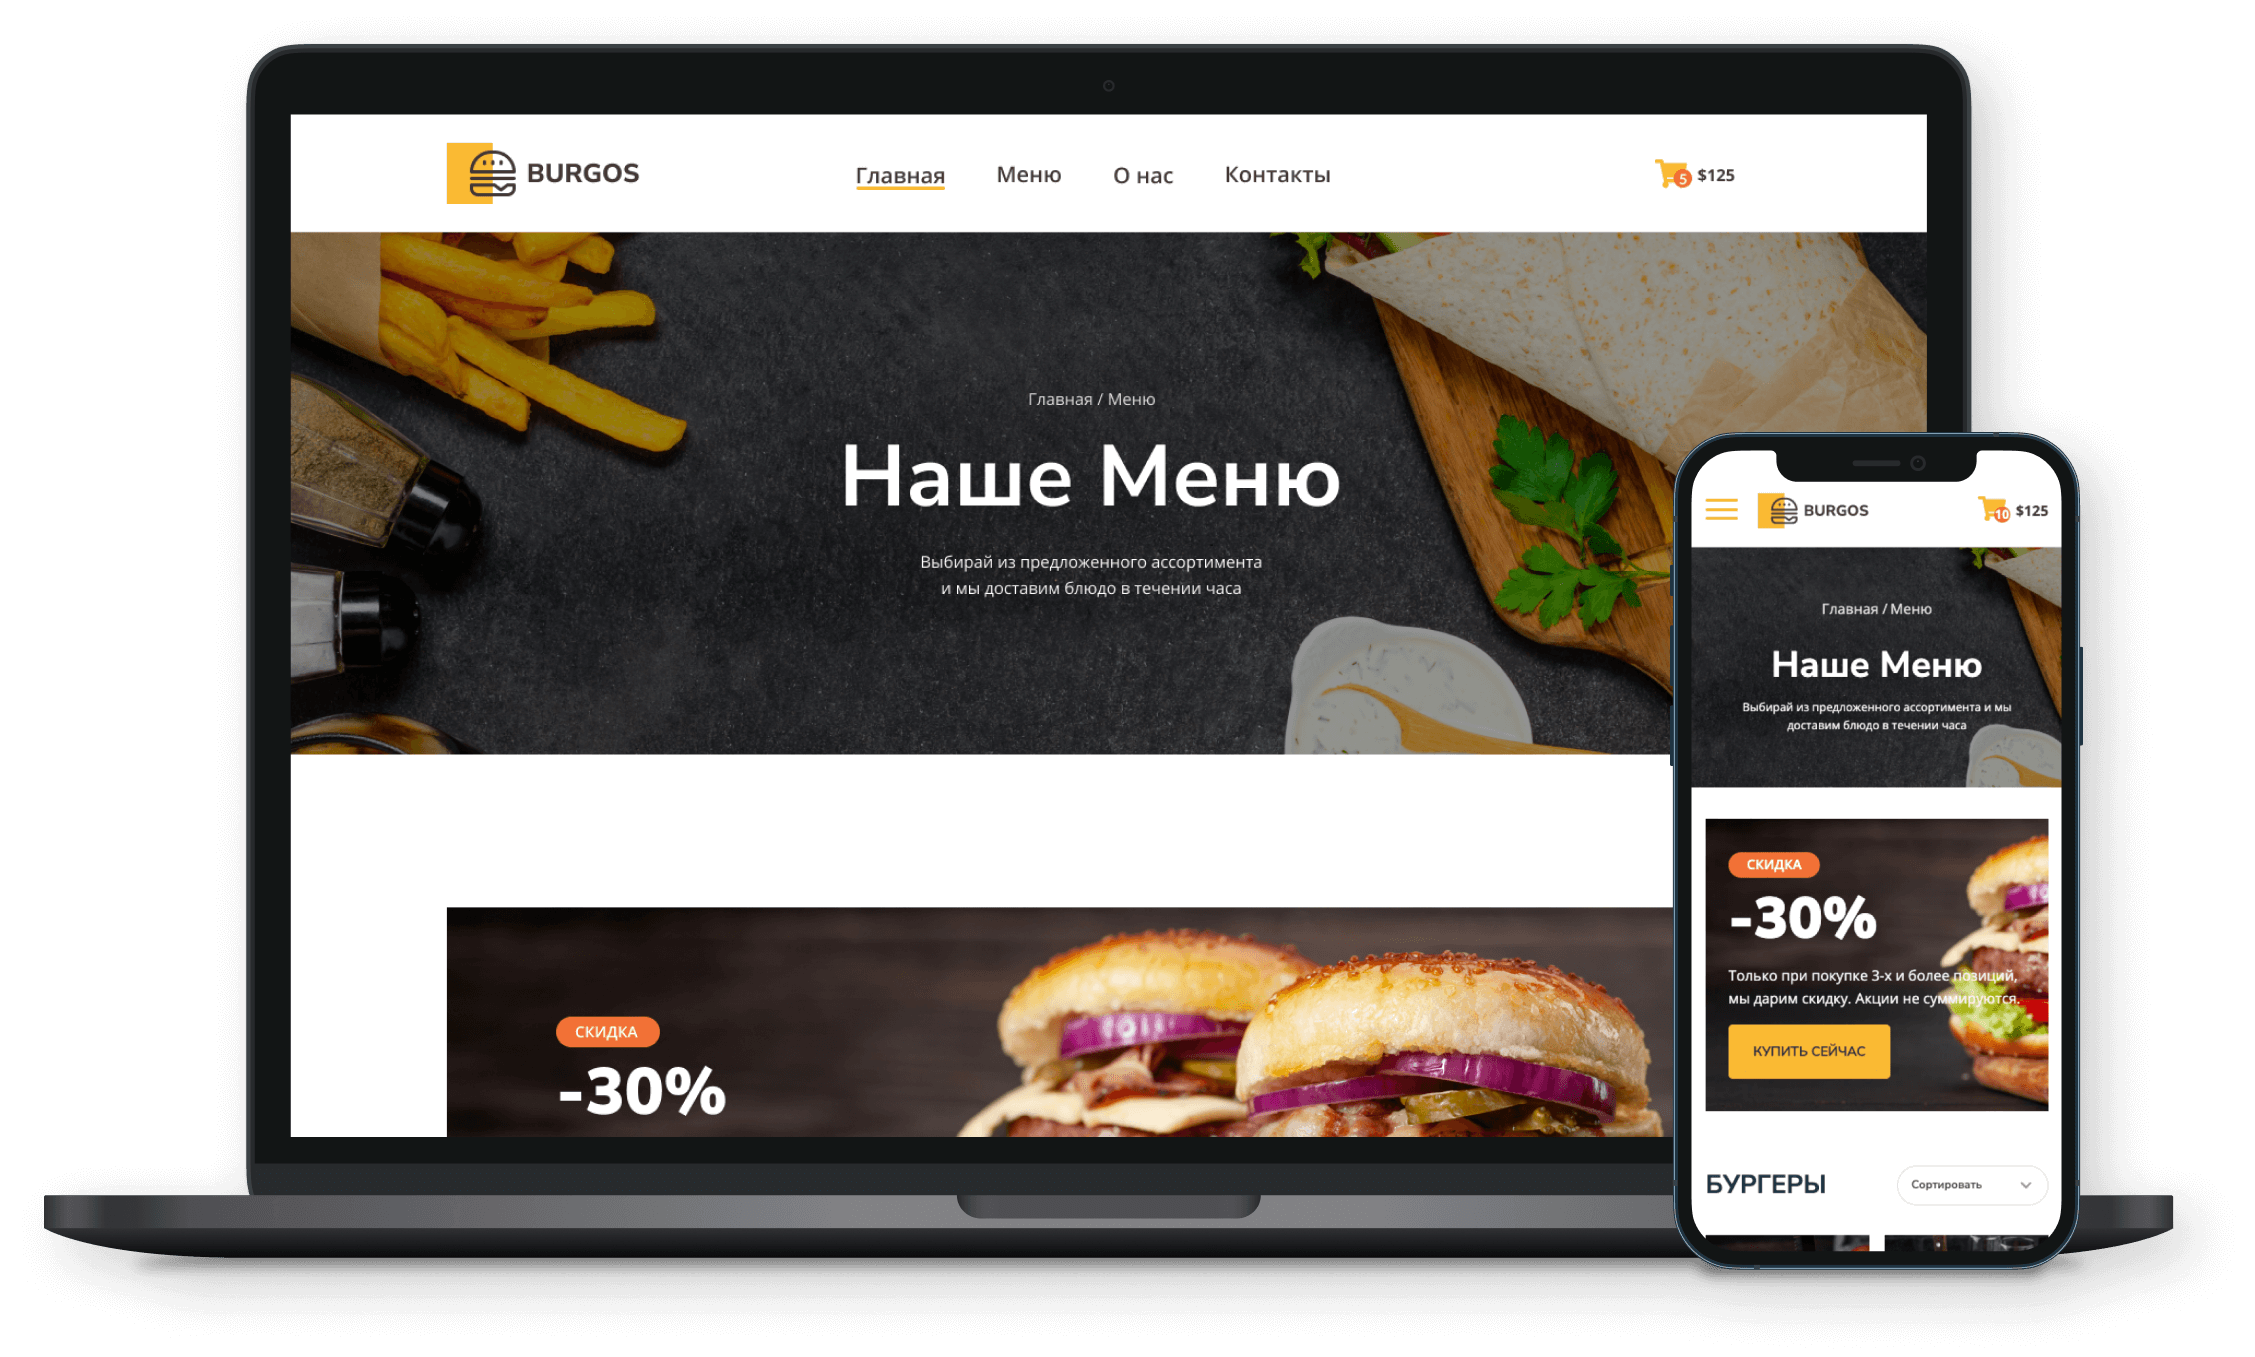 BURGOS
Главная Меню О нас Контакты
5 $125
Главная / Меню
Наше Меню
Выбирай из предложенного ассортимента
и мы доставим блюдо в течении часа
СКИДКА
-30%
BURGOS
10 $125
Главная / Меню
Наше Меню
Выбирай из предложенного ассортимента и мы
доставим блюдо в течении часа
СКИДКА
-30%
Только при покупке 3-х и более позиций,
мы дарим скидку. Акции не суммируются.
КУПИТЬ СЕЙЧАС
БУРГЕРЫ
Сортировать